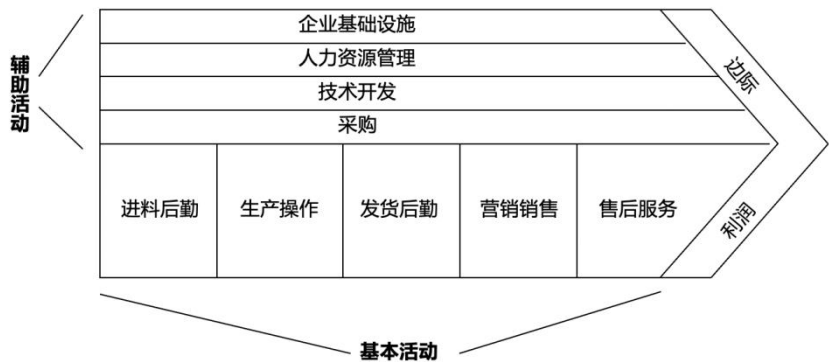 企业基础设施
人力资源管理
技术开发
采购
辅助活动
边际
进料后勤
生产操作
发货后勤
营销销售
售后服务
利润
基本活动